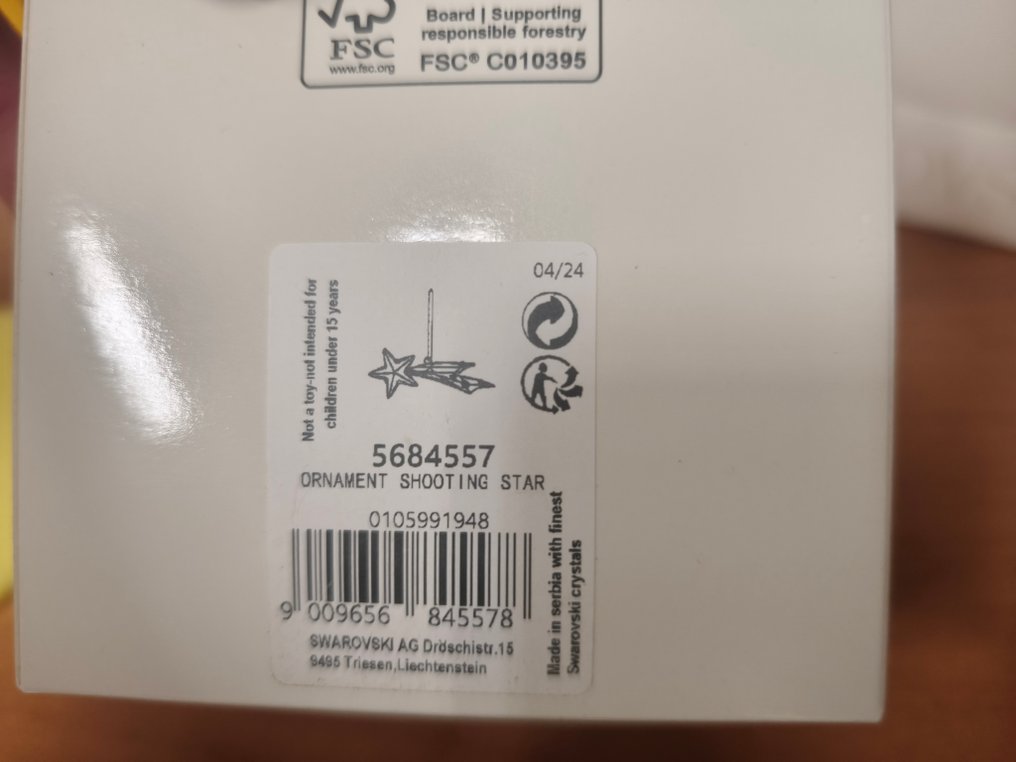 FSC
www.fsc.org
Board | Supporting
responsible forestry
FSC® C010395
04/24
Not a toy-not intended for
children under 15 years
5684557
ORNAMENT SHOOTING STAR
0105991948
9 009656 845578
SWAROVSKI AG Dröschistr.15
9495 Triesen,Liechtenstein
Made in serbia with finest
Swarovski crystals